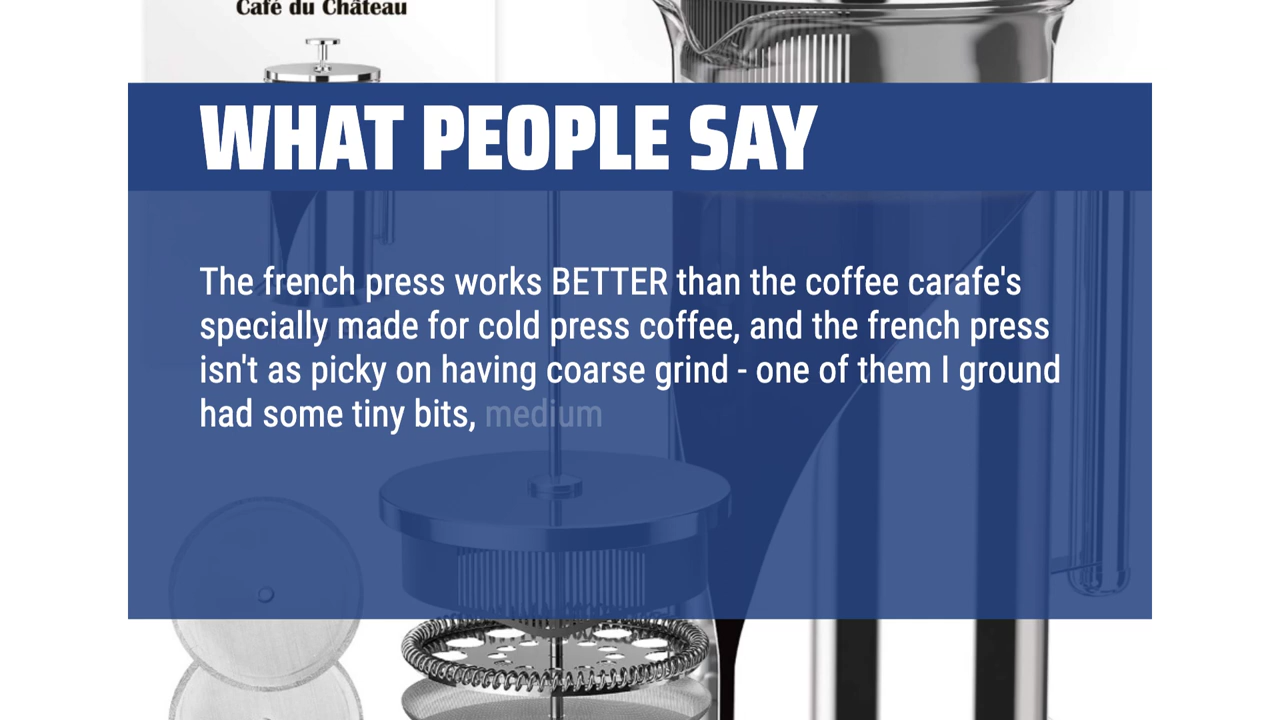 Café du Château
WHAT PEOPLE SAY
The french press works BETTER than the coffee carafe's
specially made for cold press coffee, and the french press
isn't as picky on having coarse grind - one of them I ground
had some tiny bits, medium